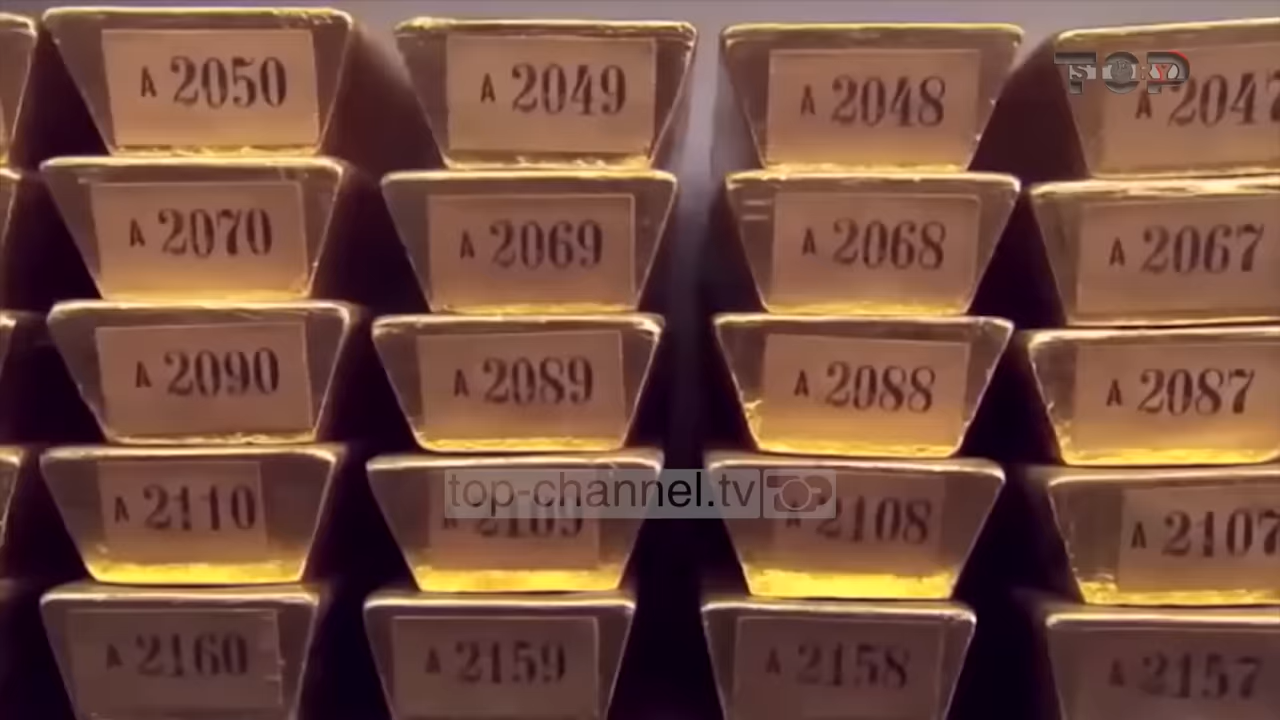 A 2050 A 2049 A 2048 A 2047
TOP STORY
A 2070 A 2069 A 2068 A 2067
A 2090 A 2089 A 2088 A 2087
A 2110 A 2109 A 2108 A 2107
top-channel.tv
A 2160 A 2159 A 2158 A 2157